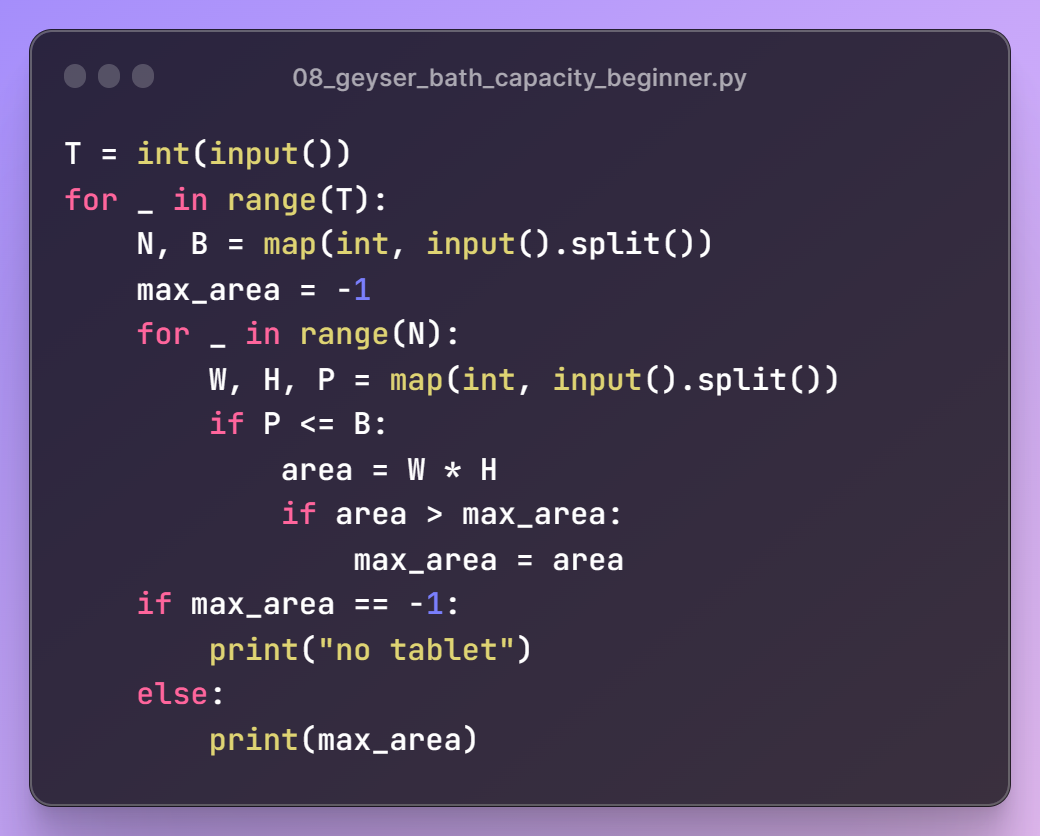 08_geyser_bath_capacity_beginner.py
T = int(input())
for _ in range(T):
    N, B = map(int, input().split())
    max_area = -1
    for _ in range(N):
        W, H, P = map(int, input().split())
        if P <= B:
            area = W * H
            if area > max_area:
                max_area = area
    if max_area == -1:
        print("no tablet")
    else:
        print(max_area)